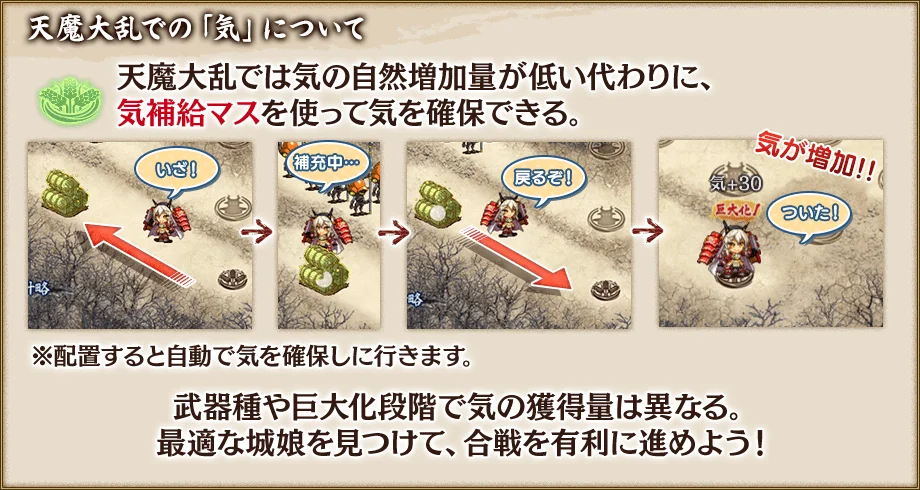 天魔大乱での「気」について
天魔大乱では気の自然増加量が低い代わりに、
気補給マスを使って気を確保できる。
いざ！
補充中…
戻るぞ！
気が増加!!
気+30
巨大化！
ついた！
計略
略
※配置すると自動で気を確保しに行きます。
武器種や巨大化段階で気の獲得量は異なる。
最適な城娘を見つけて、合戦を有利に進めよう！